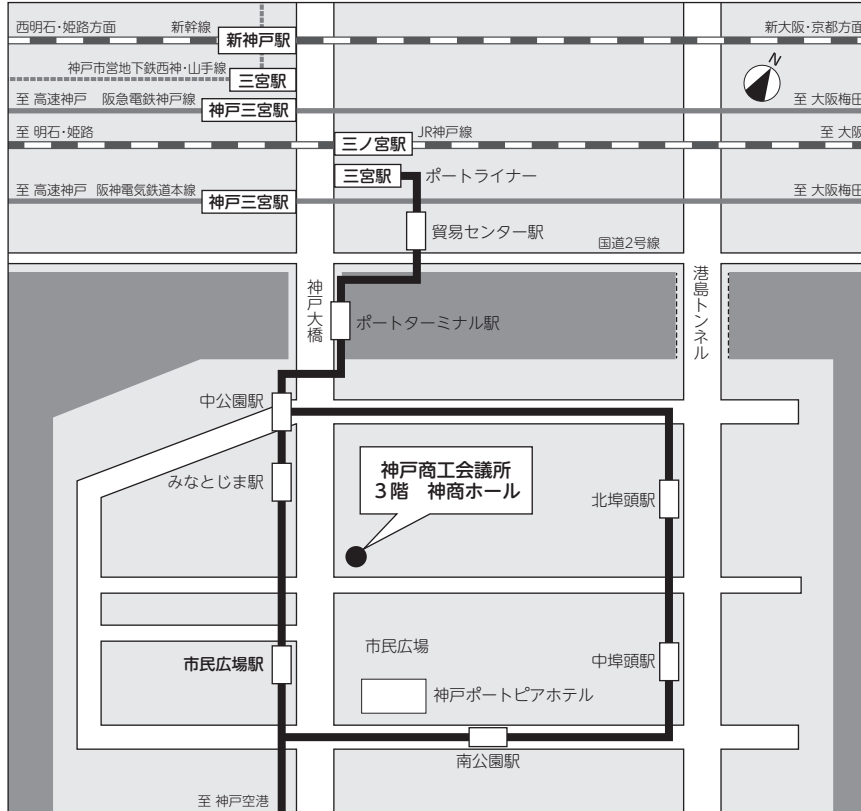 西明石・姫路方面
新幹線
新神戸駅
新大阪・京都方面
神戸市営地下鉄西神・山手線
三宮駅
N
至 高速神戸 阪急電鉄神戸線
神戸三宮駅
至 大阪梅田
至 明石・姫路
三ノ宮駅
JR神戸線
至 大阪
三宮駅
ポートライナー
至 高速神戸 阪神電気鉄道本線
神戸三宮駅
至 大阪梅田
貿易センター駅
国道2号線
神戸大橋
港島トンネル
ポートターミナル駅
中公園駅
みなとじま駅
神戸商工会議所
3階 神商ホール
北埠頭駅
市民広場駅
市民広場
中埠頭駅
神戸ポートピアホテル
南公園駅
至 神戸空港